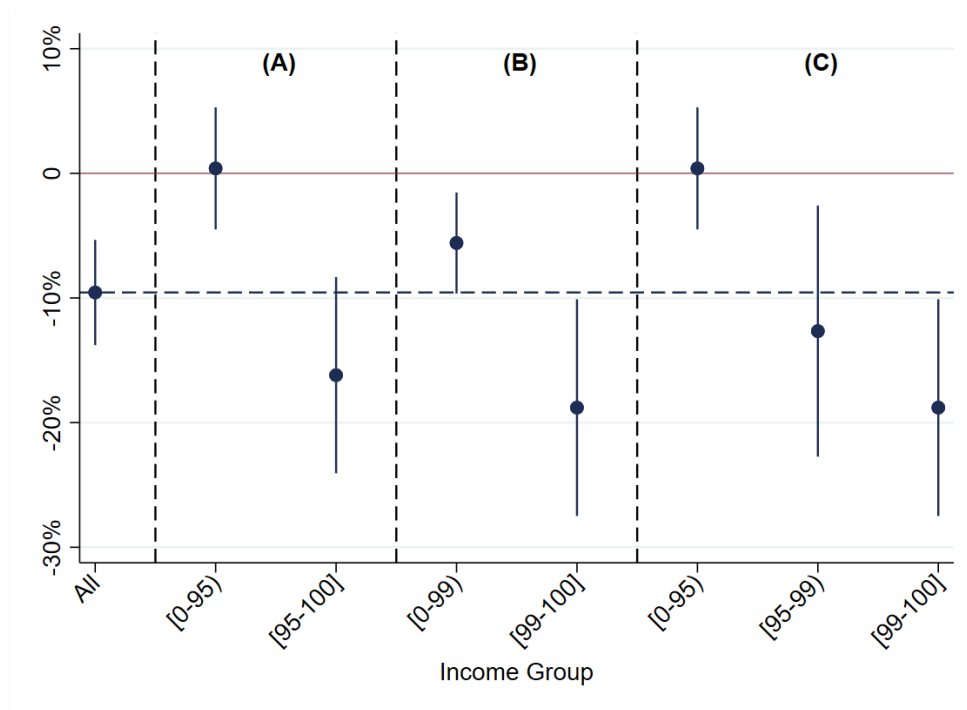 (A) (B) (C)
10%
0
-10%
-20%
-30%
All [0-95) [95-100] [0-99) [99-100] [0-95) [95-99) [99-100]
Income Group